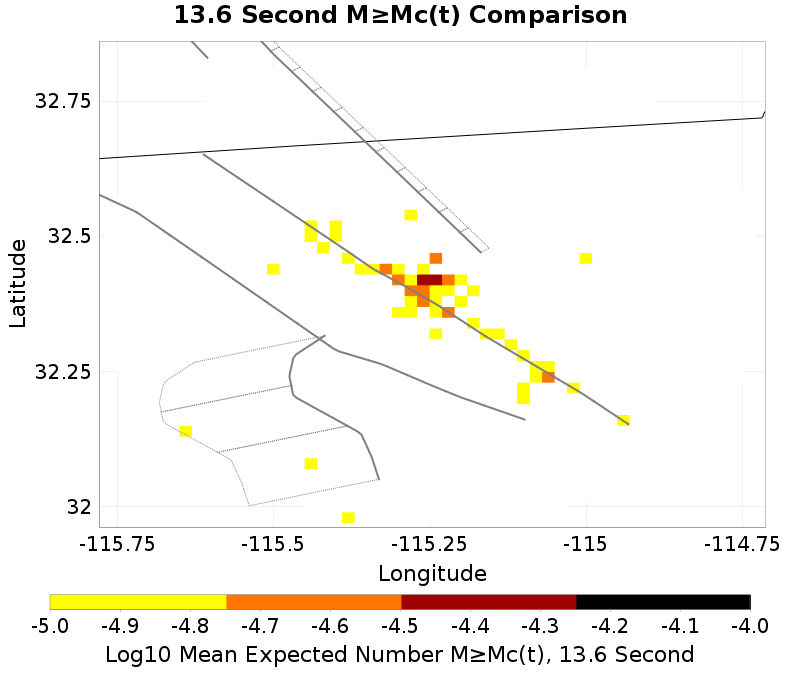 13.6 Second M≥Mc(t) Comparison
32.75
32.5
32.25
32
Latitude
-115.75 -115.5 -115.25 -115 -114.75
Longitude
-5.0 -4.9 -4.8 -4.7 -4.6 -4.5 -4.4 -4.3 -4.2 -4.1 -4.0
Log10 Mean Expected Number M≥Mc(t), 13.6 Second